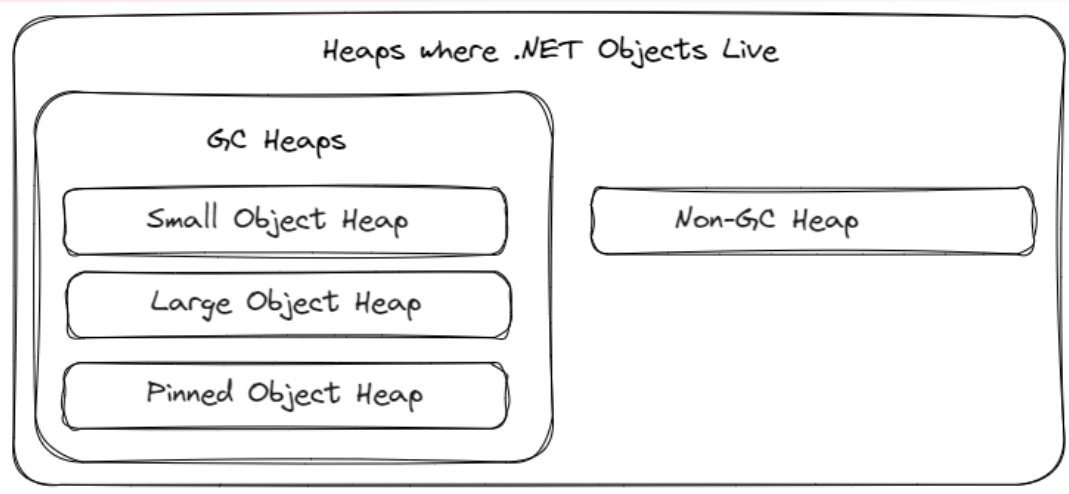 Heaps where .NET Objects Live
GC Heaps
Small Object Heap
Non-GC Heap
Large Object Heap
Pinned Object Heap